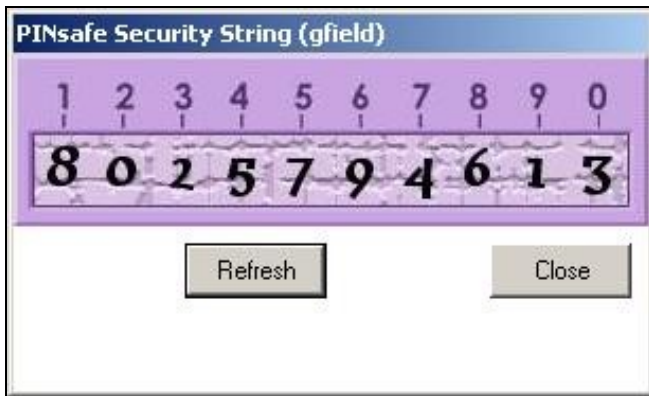 PINsafe Security String (gfield)
1 2 3 4 5 6 7 8 9 0
8 0 2 5 7 9 4 6 1 3
Refresh Close